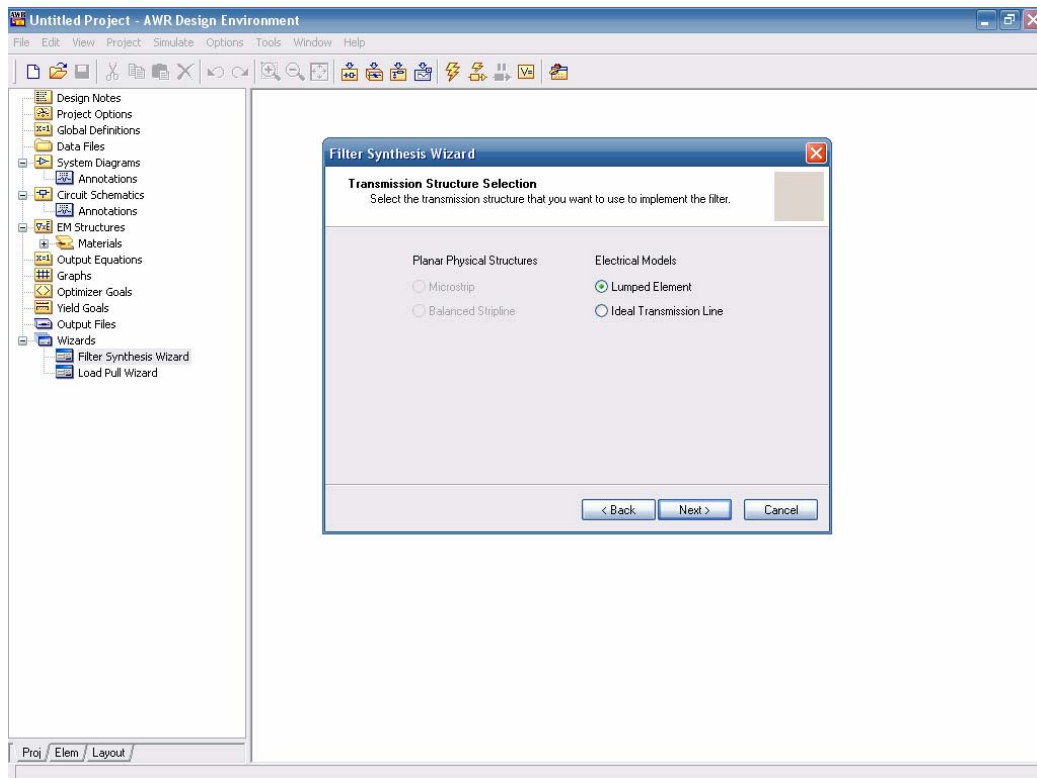 Untitled Project - AWR Design Environment
File Edit View Project Simulate Options Tools Window Help
Design Notes
Project Options
Global Definitions
Data Files
System Diagrams
Annotations
Circuit Schematics
Annotations
EM Structures
Materials
Output Equations
Graphs
Optimizer Goals
Yield Goals
Output Files
Wizards
Filter Synthesis Wizard
Load Pull Wizard
Filter Synthesis Wizard
Transmission Structure Selection
Select the transmission structure that you want to use to implement the filter.
Planar Physical Structures
Microstrip
Balanced Stripline
Electrical Models
Lumped Element
Ideal Transmission Line
< Back Next > Cancel
Proj Elem Layout